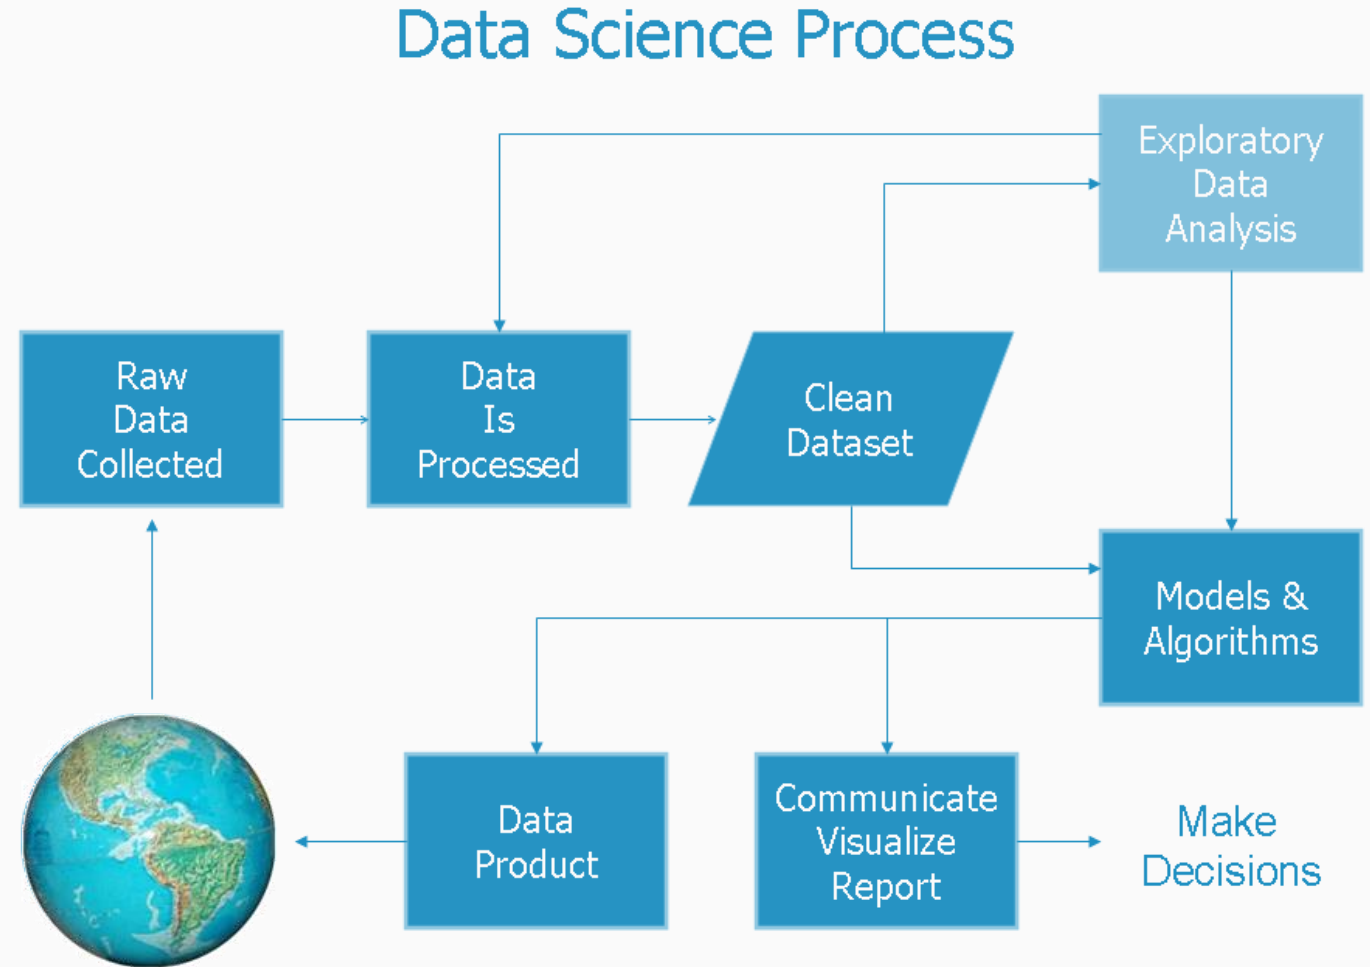 Data Science Process
Exploratory
Data
Analysis
Raw
Data
Collected
Data
Is
Processed
Clean
Dataset
Models &
Algorithms
Data
Product
Communicate
Visualize
Report
Make
Decisions